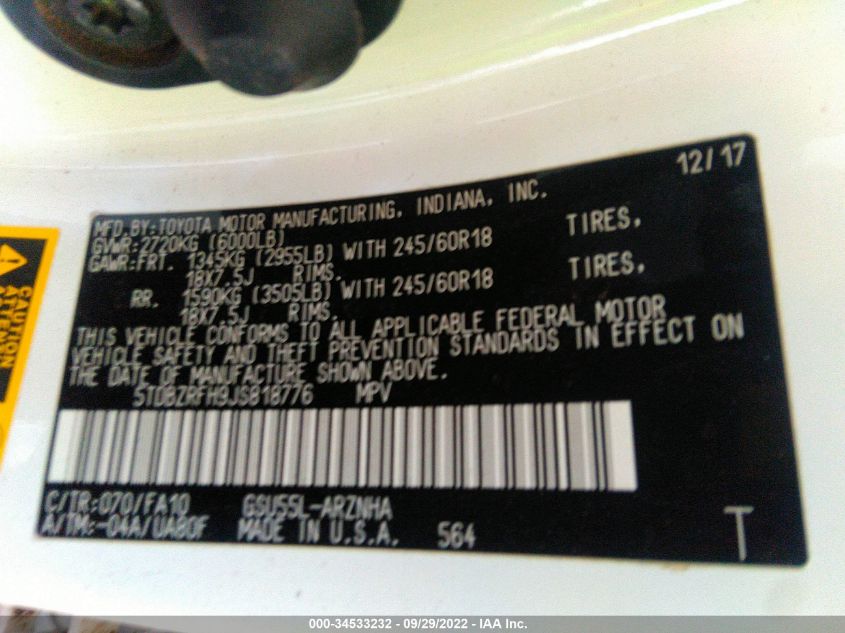 12/17
MFD.BY:TOYOTA MOTOR MANUFACTURING, INDIANA, INC.
GVWR:2720KG (6000LB)
GAWR:FRT. 1345KG (2955LB) WITH 245/60R18 TIRES,
18X7.5J RIMS.
RR. 1590KG (3505LB) WITH 245/60R18 TIRES,
18X7.5J RIMS.
THIS VEHICLE CONFORMS TO ALL APPLICABLE FEDERAL MOTOR
VEHICLE SAFETY AND THEFT PREVENTION STANDARDS IN EFFECT ON
THE DATE OF MANUFACTURE SHOWN ABOVE.
5TDBZRFH9JS818776 MPV
C/TR:070/FA10 GSU55L-ARZNHA
A/TM:-04A/UA80F MADE IN U.S.A. 564
T
CAUTION
000-34533232 - 09/29/2022 - IAA Inc.